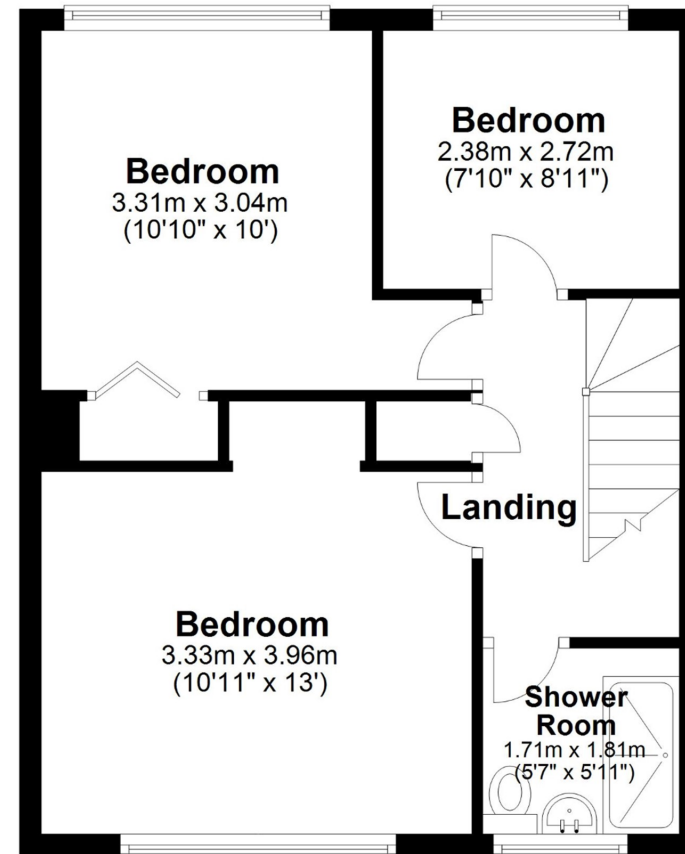 Bedroom
3.31m x 3.04m
(10'10" x 10')
Bedroom
2.38m x 2.72m
(7'10" x 8'11")
Landing
Bedroom
3.33m x 3.96m
(10'11" x 13')
Shower
Room
1.71m x 1.81m
(5'7" x 5'11")